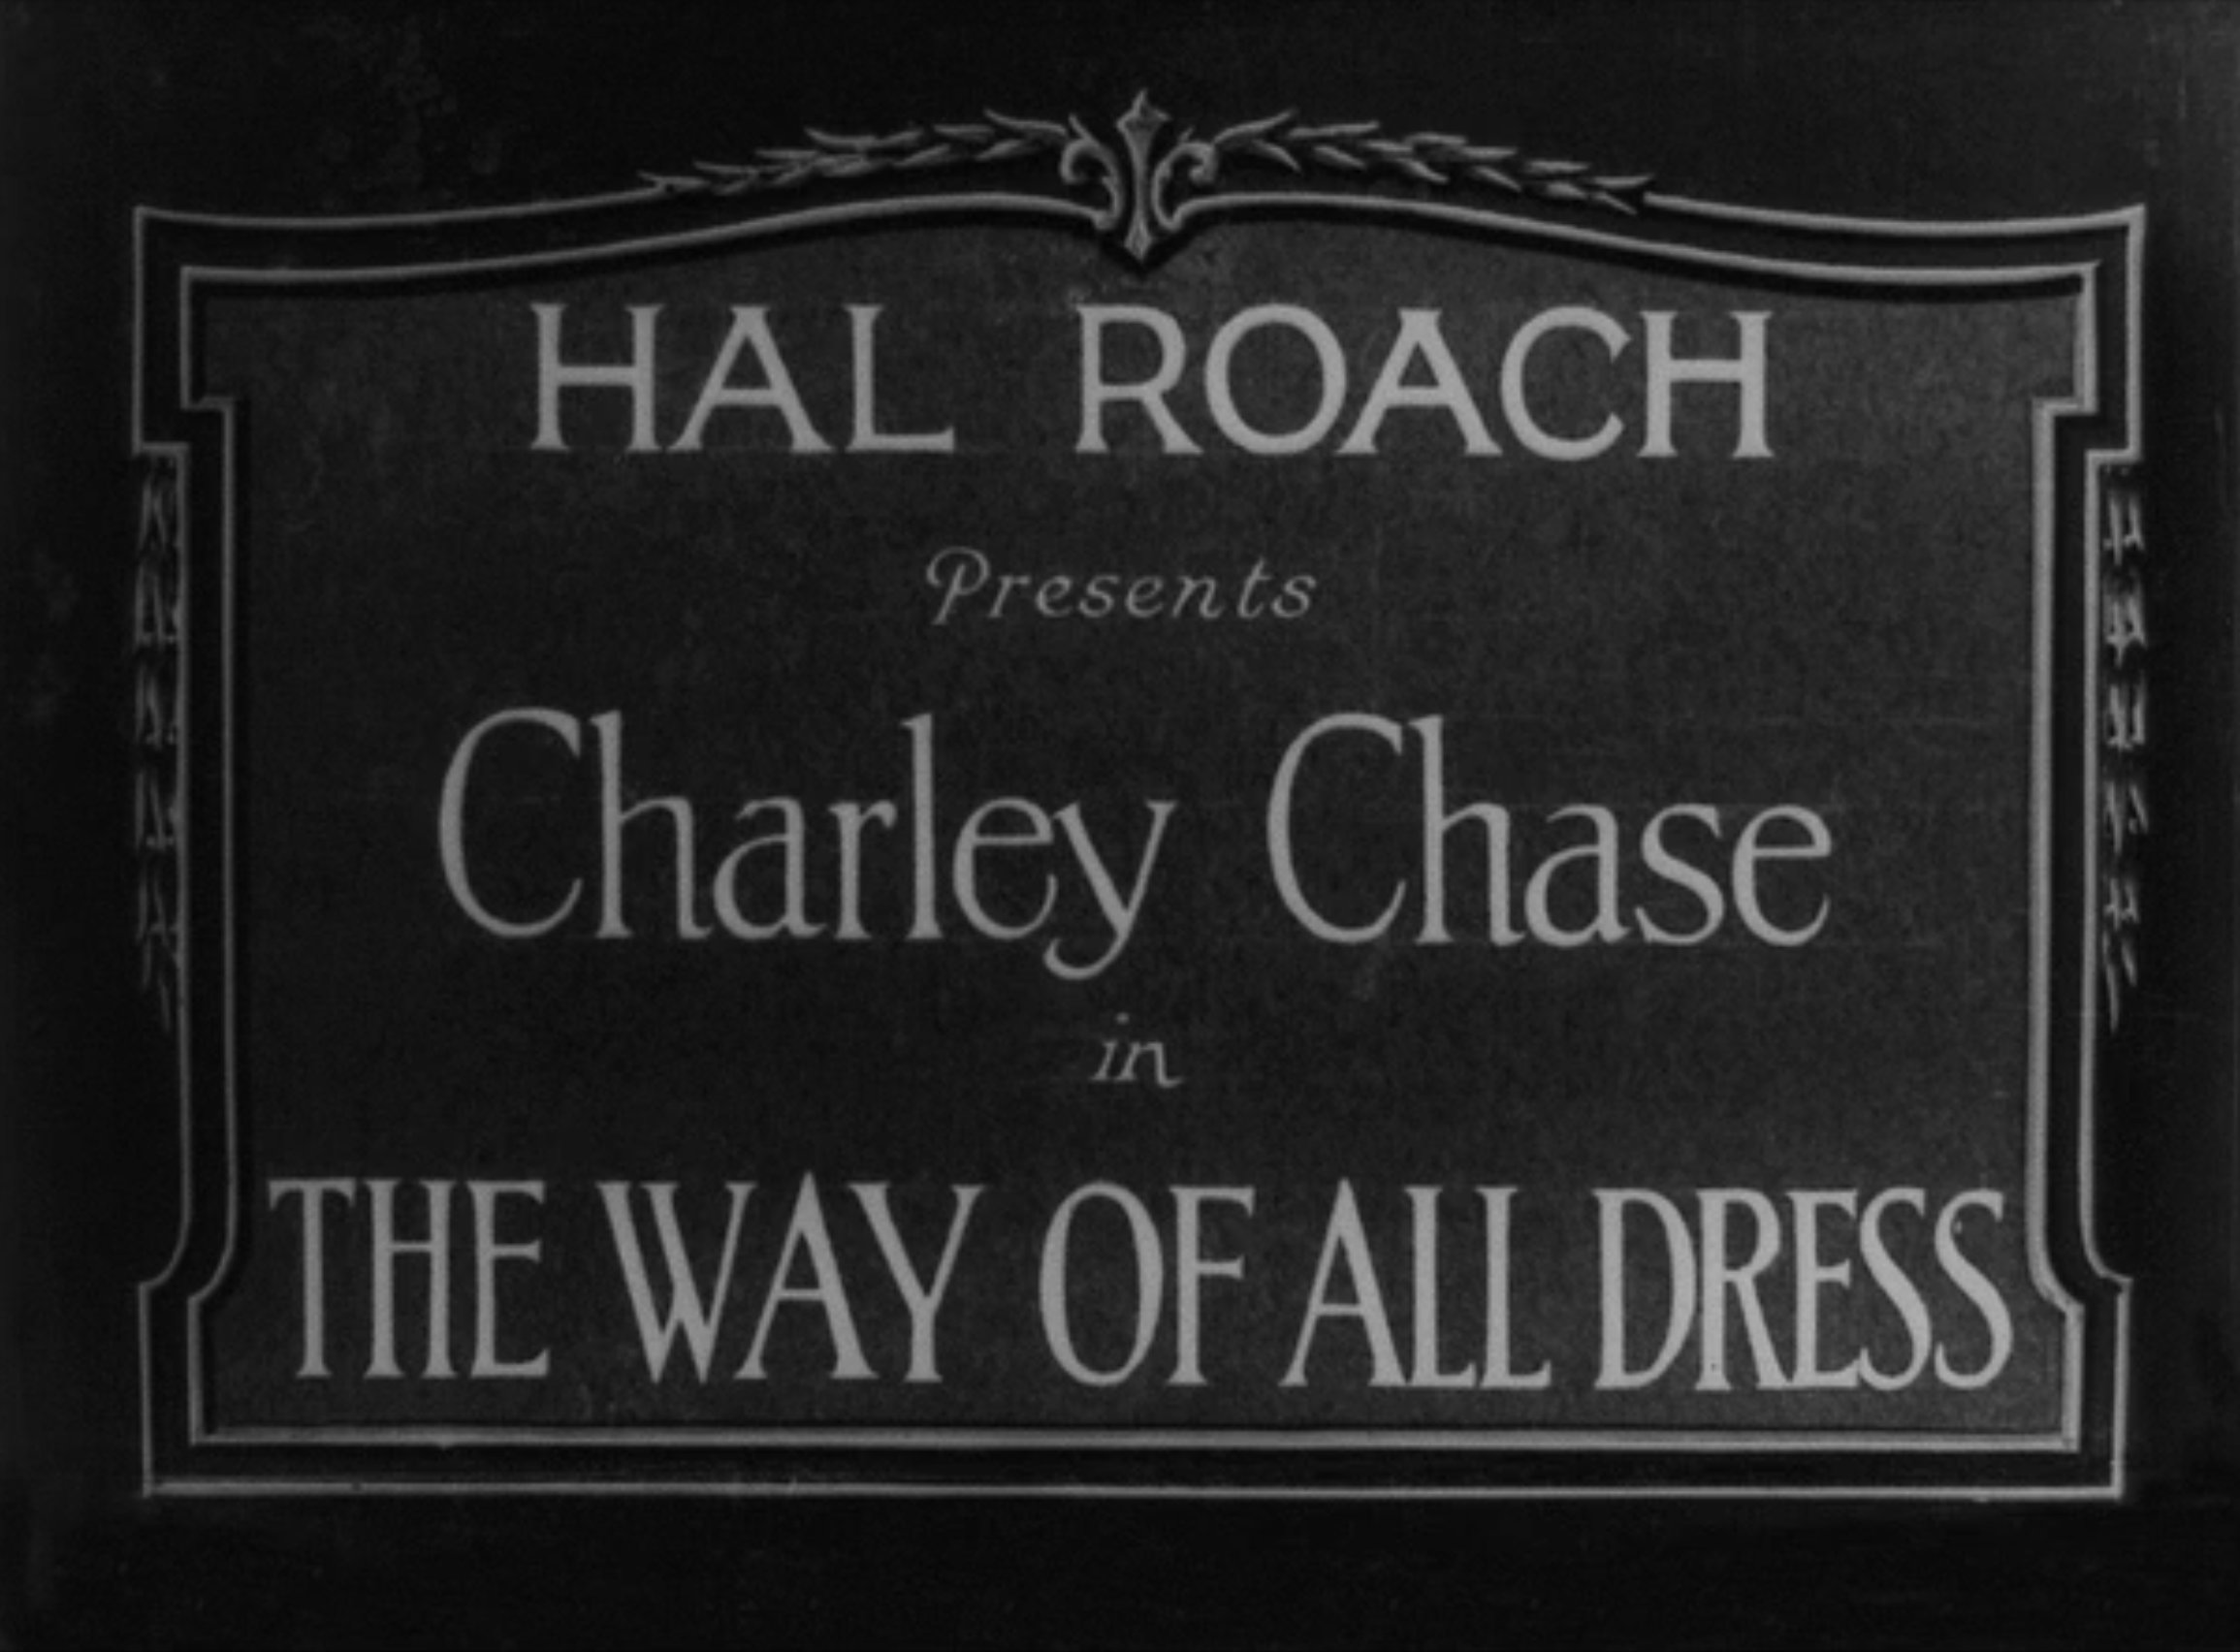 HAL ROACH
Presents
Charley Chase
in
THE WAY OF ALL DRESS